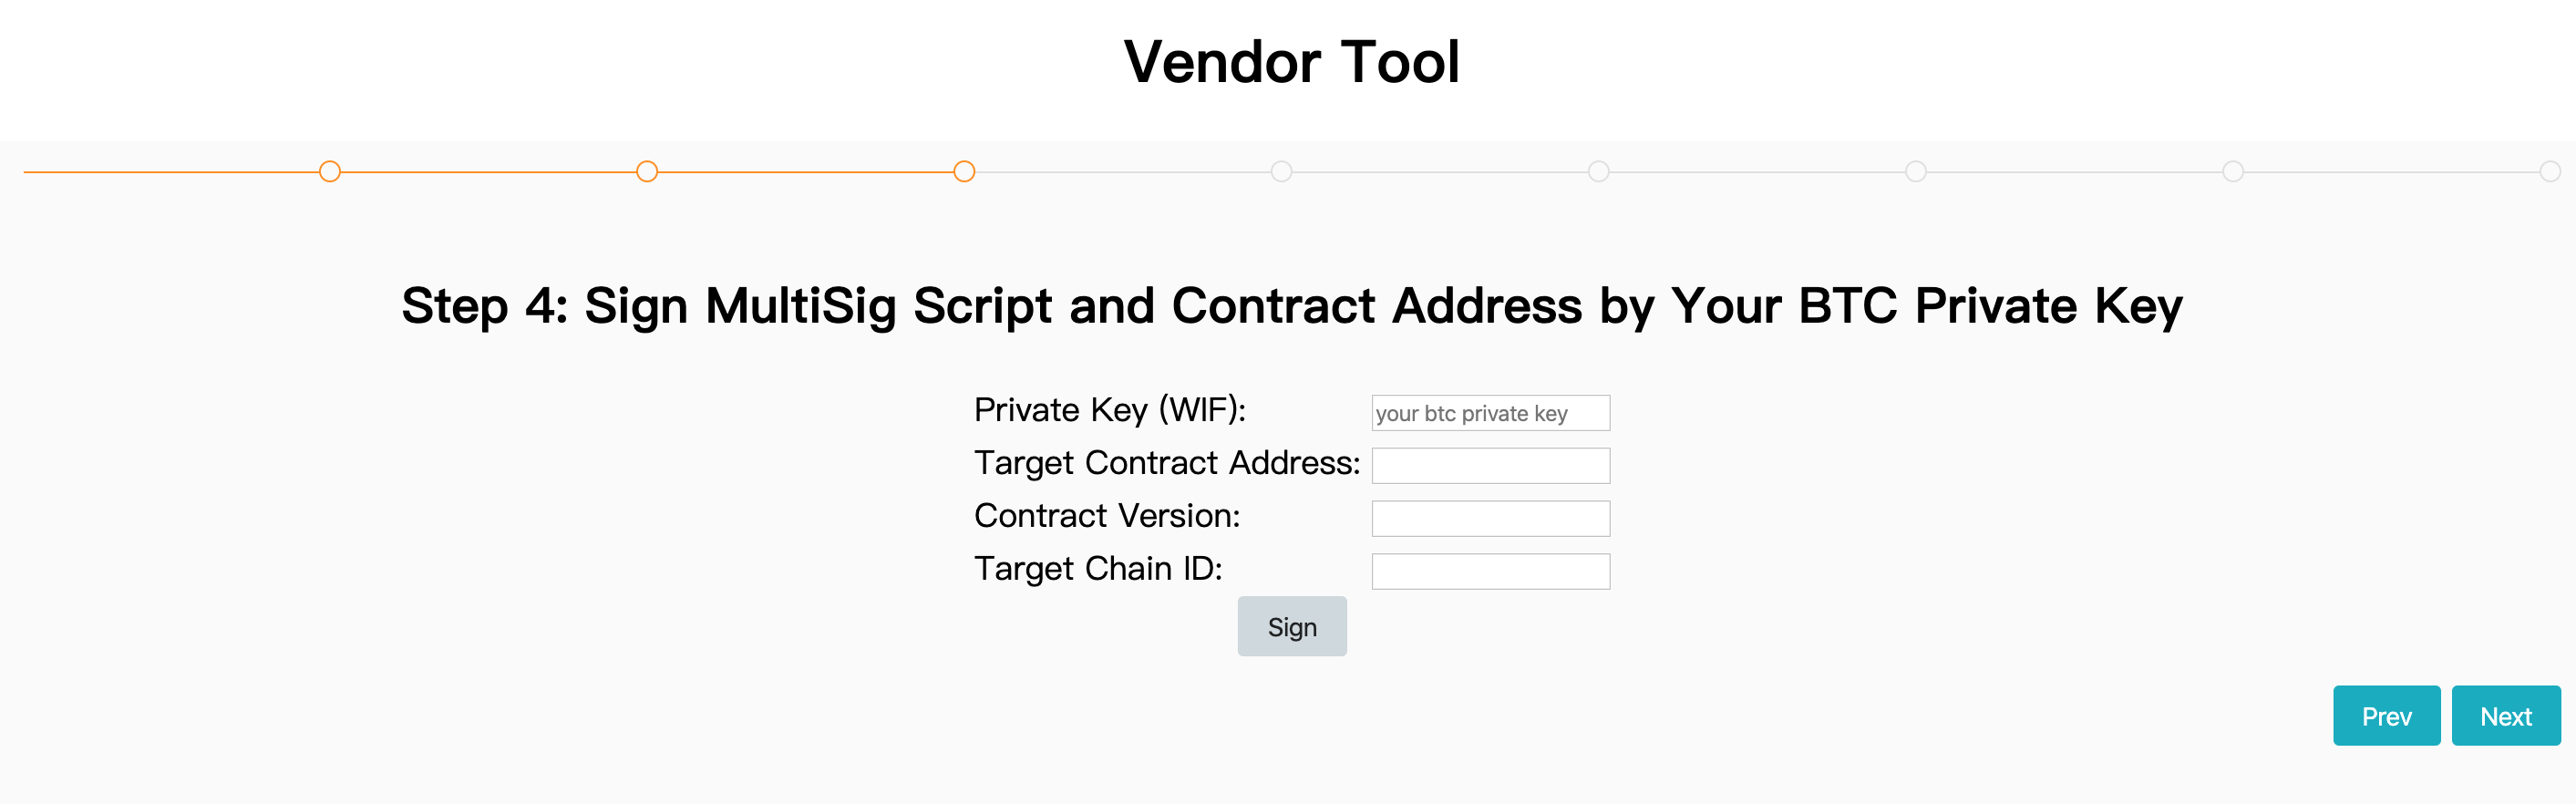 Vendor Tool
Step 4: Sign MultiSig Script and Contract Address by Your BTC Private Key
Private Key (WIF): your btc private key
Target Contract Address:
Contract Version:
Target Chain ID:
Sign
Prev Next